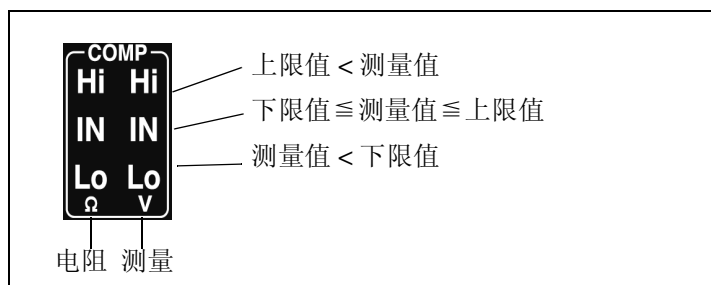 COMP
Hi Hi
IN IN
Lo Lo
Ω V
上限值 < 测量值
下限值≦测量值≦上限值
测量值 < 下限值
电阻 测量